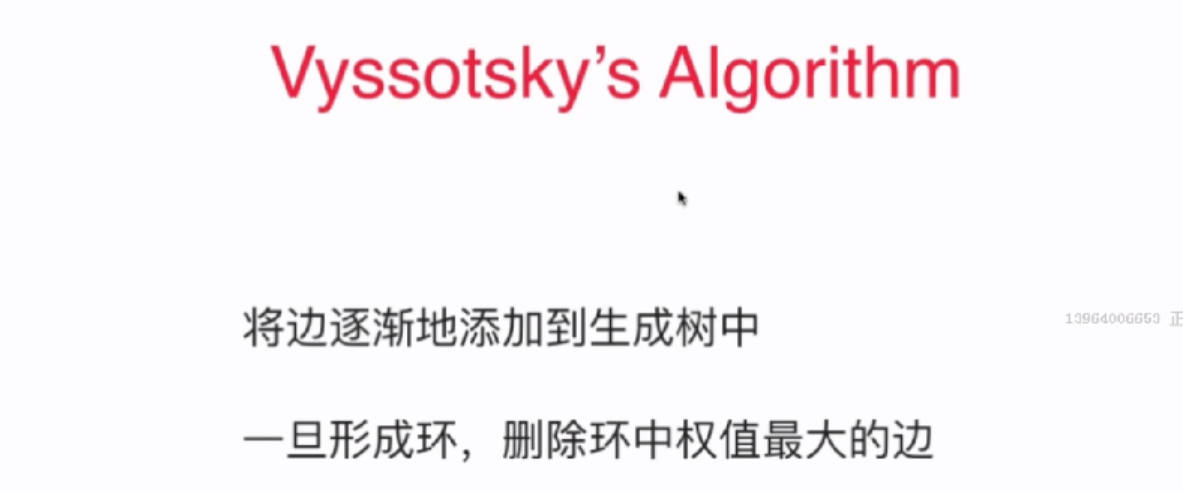 Vyssotsky’s Algorithm
将边逐渐地添加到生成树中
13964006653 正
一旦形成环，删除环中权值最大的边